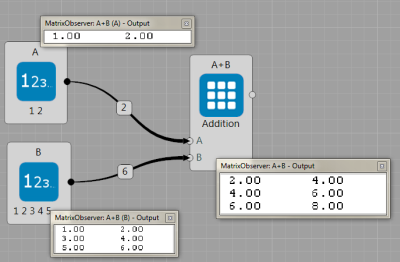 MatrixObserver: A+B (A) - Output
1.00 2.00
A
123...
1 2
2
A+B
Addition
A
B
B
123...
1 2 3 4 5
6
MatrixObserver: A+B (B) - Output
1.00 2.00
3.00 4.00
5.00 6.00
MatrixObserver: A+B - Output
2.00 4.00
4.00 6.00
6.00 8.00